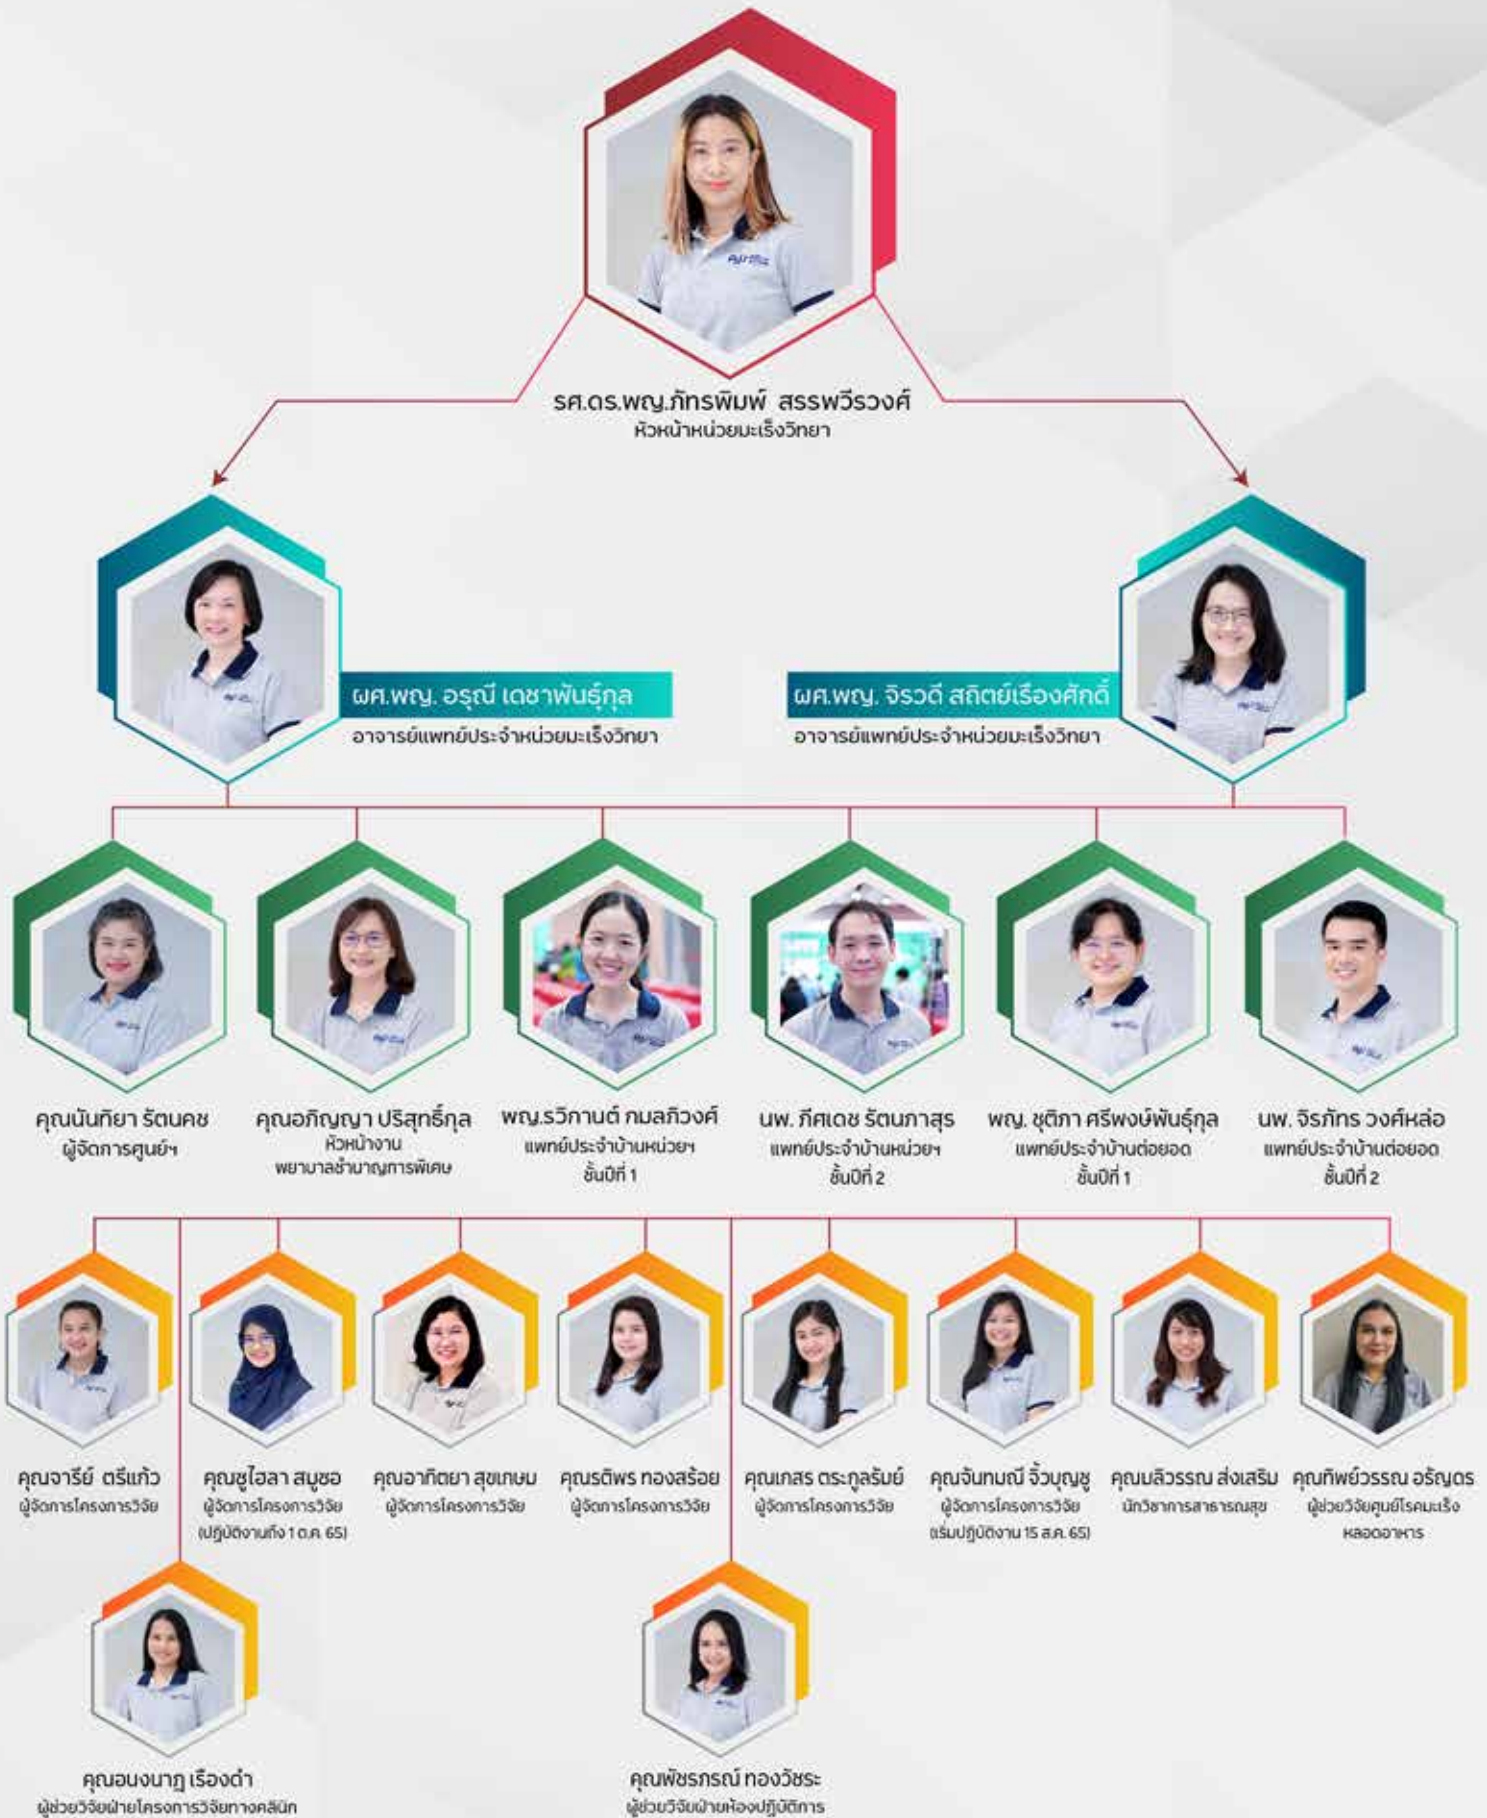 รศ.ดร.พญ.ภัทรพิมพ์ สรรพวีรวงศ์
หัวหน้าหน่วยมะเร็งวิทยา
ผศ.พญ. อรุณี เดชาพันธุ์กุล
อาจารย์แพทย์ประจำหน่วยมะเร็งวิทยา
ผศ.พญ. จิรวดี สถิตย์เรืองศักดิ์
อาจารย์แพทย์ประจำหน่วยมะเร็งวิทยา
คุณนันทิยา รัตนคช
ผู้จัดการศูนย์ฯ
คุณอภิญญา ปริสุทธิ์กุล
หัวหน้างาน
พยาบาลชำนาญการพิเศษ
พญ.รวิกานต์ กมลภิวงศ์
แพทย์ประจำบ้านหน่วยฯ
ชั้นปีที่ 1
นพ. ภีศเดช รัตนภาสุร
แพทย์ประจำบ้านหน่วยฯ
ชั้นปีที่ 2
พญ. ชุติภา ศรีพงษ์พันธุ์กุล
แพทย์ประจำบ้านต่อยอด
ชั้นปีที่ 1
นพ. จิรภัทร วงศ์หล่อ
แพทย์ประจำบ้านต่อยอด
ชั้นปีที่ 2
คุณจารีย์ ตรีแก้ว
ผู้จัดการโครงการวิจัย
คุณซูไฮลา สมูซอ
ผู้จัดการโครงการวิจัย
(ปฏิบัติงานถึง 1 ต.ค. 65)
คุณอาทิตยา สุขเกษม
ผู้จัดการโครงการวิจัย
คุณรติพร ทองสร้อย
ผู้จัดการโครงการวิจัย
คุณเกสร ตระกูลรัมย์
ผู้จัดการโครงการวิจัย
คุณจันทมณี จิ้วบุญชู
ผู้จัดการโครงการวิจัย
(เริ่มปฏิบัติงาน 15 ส.ค. 65)
คุณมลิวรรณ ส่งเสริม
นักวิชาการสาธารณสุข
คุณทิพย์วรรณ อรัญดร
ผู้ช่วยวิจัยศูนย์โรคมะเร็ง
หลอดอาหาร
คุณอนงนาฏ เรืองดำ
ผู้ช่วยวิจัยฝ่ายโครงการวิจัยทางคลินิก
คุณพัชรภรณ์ ทองวัชระ
ผู้ช่วยวิจัยฝ่ายห้องปฏิบัติการ